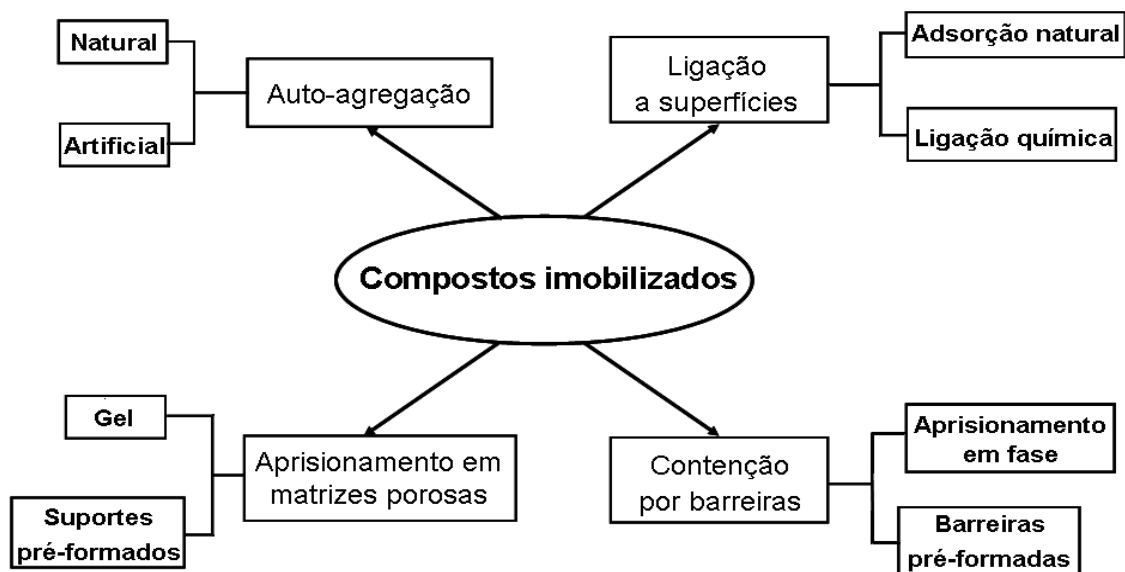 Natural
Artificial
Auto-agregação
Ligação
a superfícies
Adsorção natural
Ligação química
Compostos imobilizados
Gel
Suportes
pré-formados
Aprisionamento em
matrizes porosas
Contenção
por barreiras
Aprisionamento
em fase
Barreiras
pré-formadas